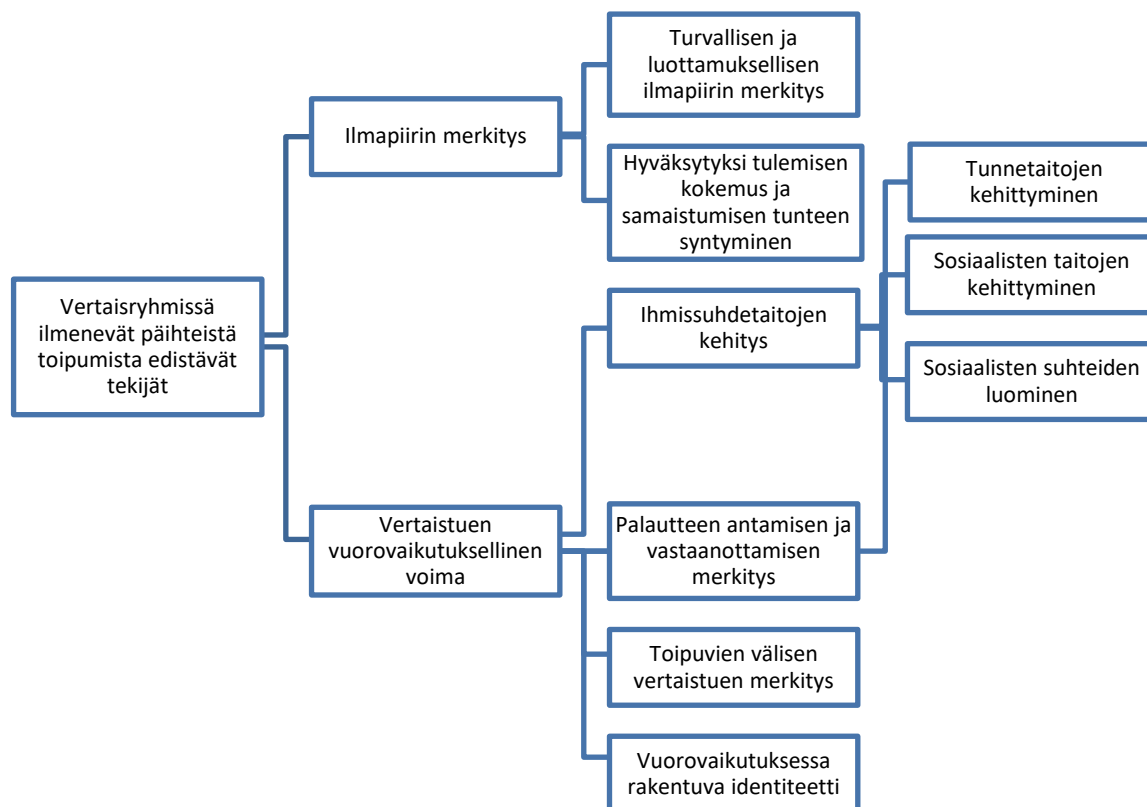 Vertaisryhmissä
ilmenevät päihteistä
toipumista edistävät
tekijät
Ilmapiirin merkitys
Turvallisen ja
luottamuksellisen
ilmapiirin merkitys
Hyväksytyksi tulemisen
kokemus ja
samaistumisen tunteen
syntyminen
Vertaistuen
vuorovaikutuksellinen
voima
Ihmissuhdetaitojen
kehitys
Tunnetaitojen
kehittyminen
Sosiaalisten taitojen
kehittyminen
Sosiaalisten suhteiden
luominen
Palautteen antamisen ja
vastaanottamisen
merkitys
Toipuvien välisen
vertaistuen merkitys
Vuorovaikutuksessa
rakentuva identiteetti